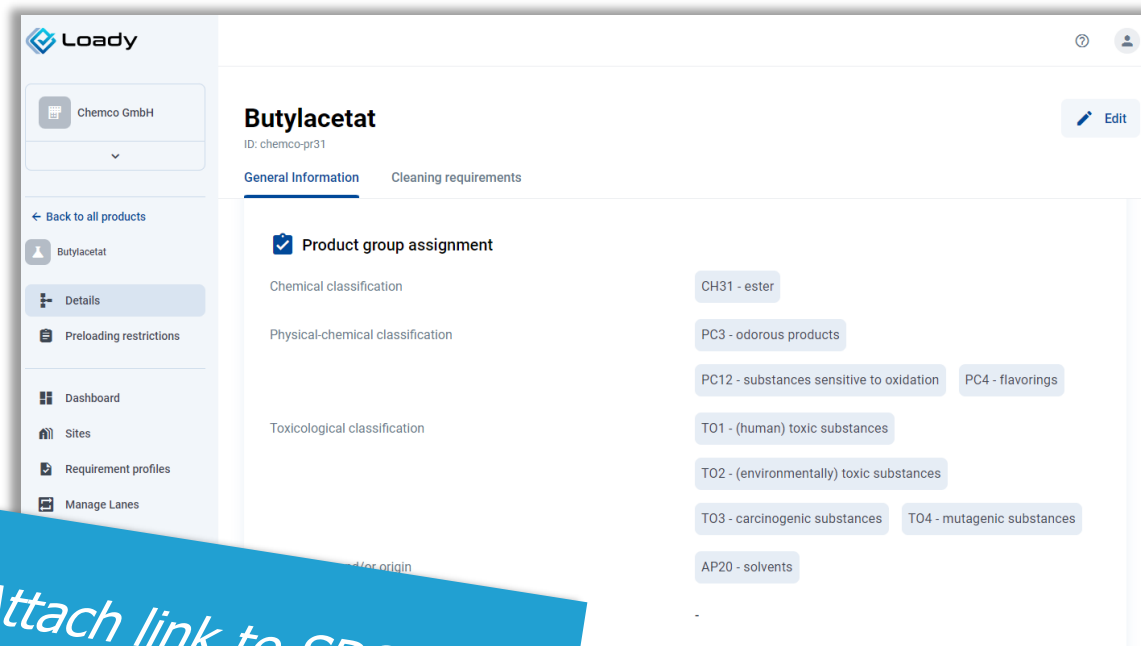 Loady
Chemco GmbH
Butylacetat
ID: chemco-pr31
Edit
General Information
Cleaning requirements
← Back to all products
Butylacetat
Details
Preloading restrictions
Dashboard
Sites
Requirement profiles
Manage Lanes
Product group assignment
Chemical classification
CH31 - ester
Physical-chemical classification
PC3 - odorous products
PC12 - substances sensitive to oxidation
PC4 - flavorings
Toxicological classification
TO1 - (human) toxic substances
TO2 - (environmentally) toxic substances
TO3 - carcinogenic substances
TO4 - mutagenic substances
origin
AP20 - solvents
-
Attach link to